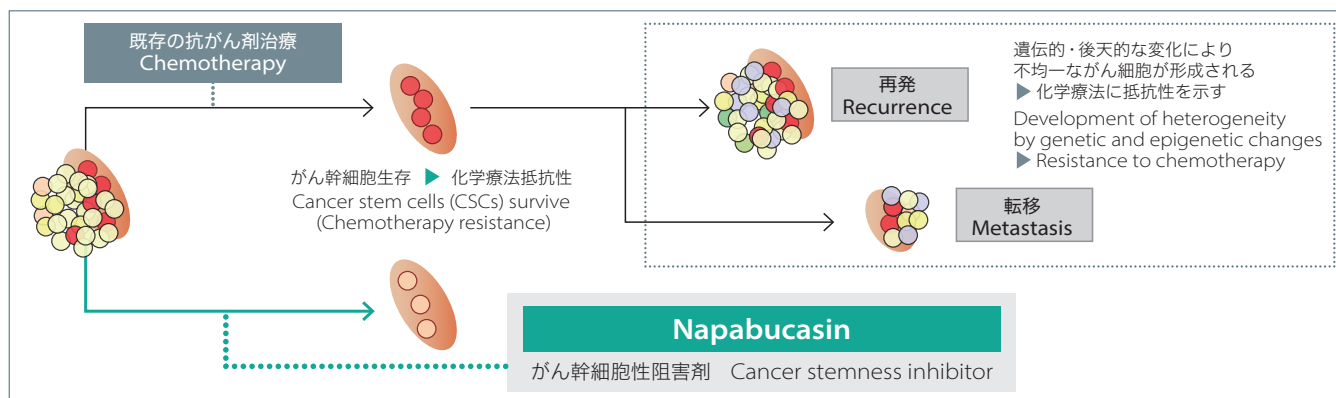 既存の抗がん剤治療
Chemotherapy
がん幹細胞生存 ▶ 化学療法抵抗性
Cancer stem cells (CSCs) survive
(Chemotherapy resistance)
再発
Recurrence
遺伝的・後天的な変化により
不均一ながん細胞が形成される
▶ 化学療法に抵抗性を示す
Development of heterogeneity
by genetic and epigenetic changes
▶ Resistance to chemotherapy
転移
Metastasis
Napabucasin
がん幹細胞性阻害剤 Cancer stemness inhibitor